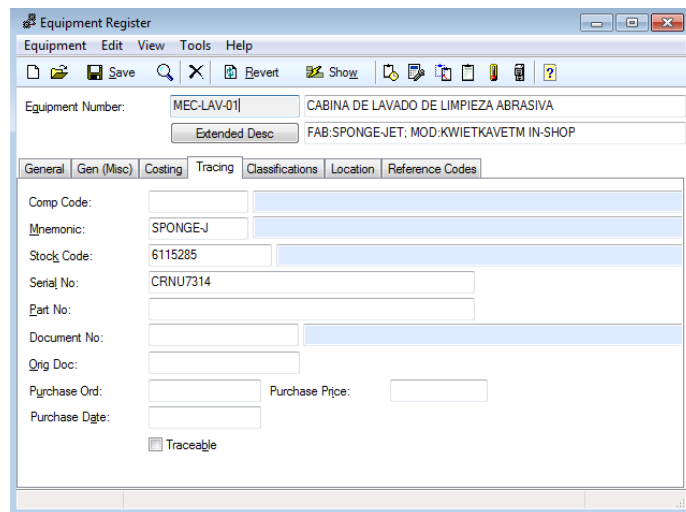 Equipment Register
Equipment Edit View Tools Help
Save Revert Show
Equipment Number: MEC-LAV-01 CABINA DE LAVADO DE LIMPIEZA ABRASIVA
Extended Desc FAB:SPONGE-JET; MOD:KWIETKAVETM IN-SHOP
General Gen (Misc) Costing Tracing Classifications Location Reference Codes
Comp Code:
Mnemonic: SPONGE-J
Stock Code: 6115285
Serial No: CRNU7314
Part No:
Document No:
Orig Doc:
Purchase Ord: Purchase Price:
Purchase Date:
Traceable